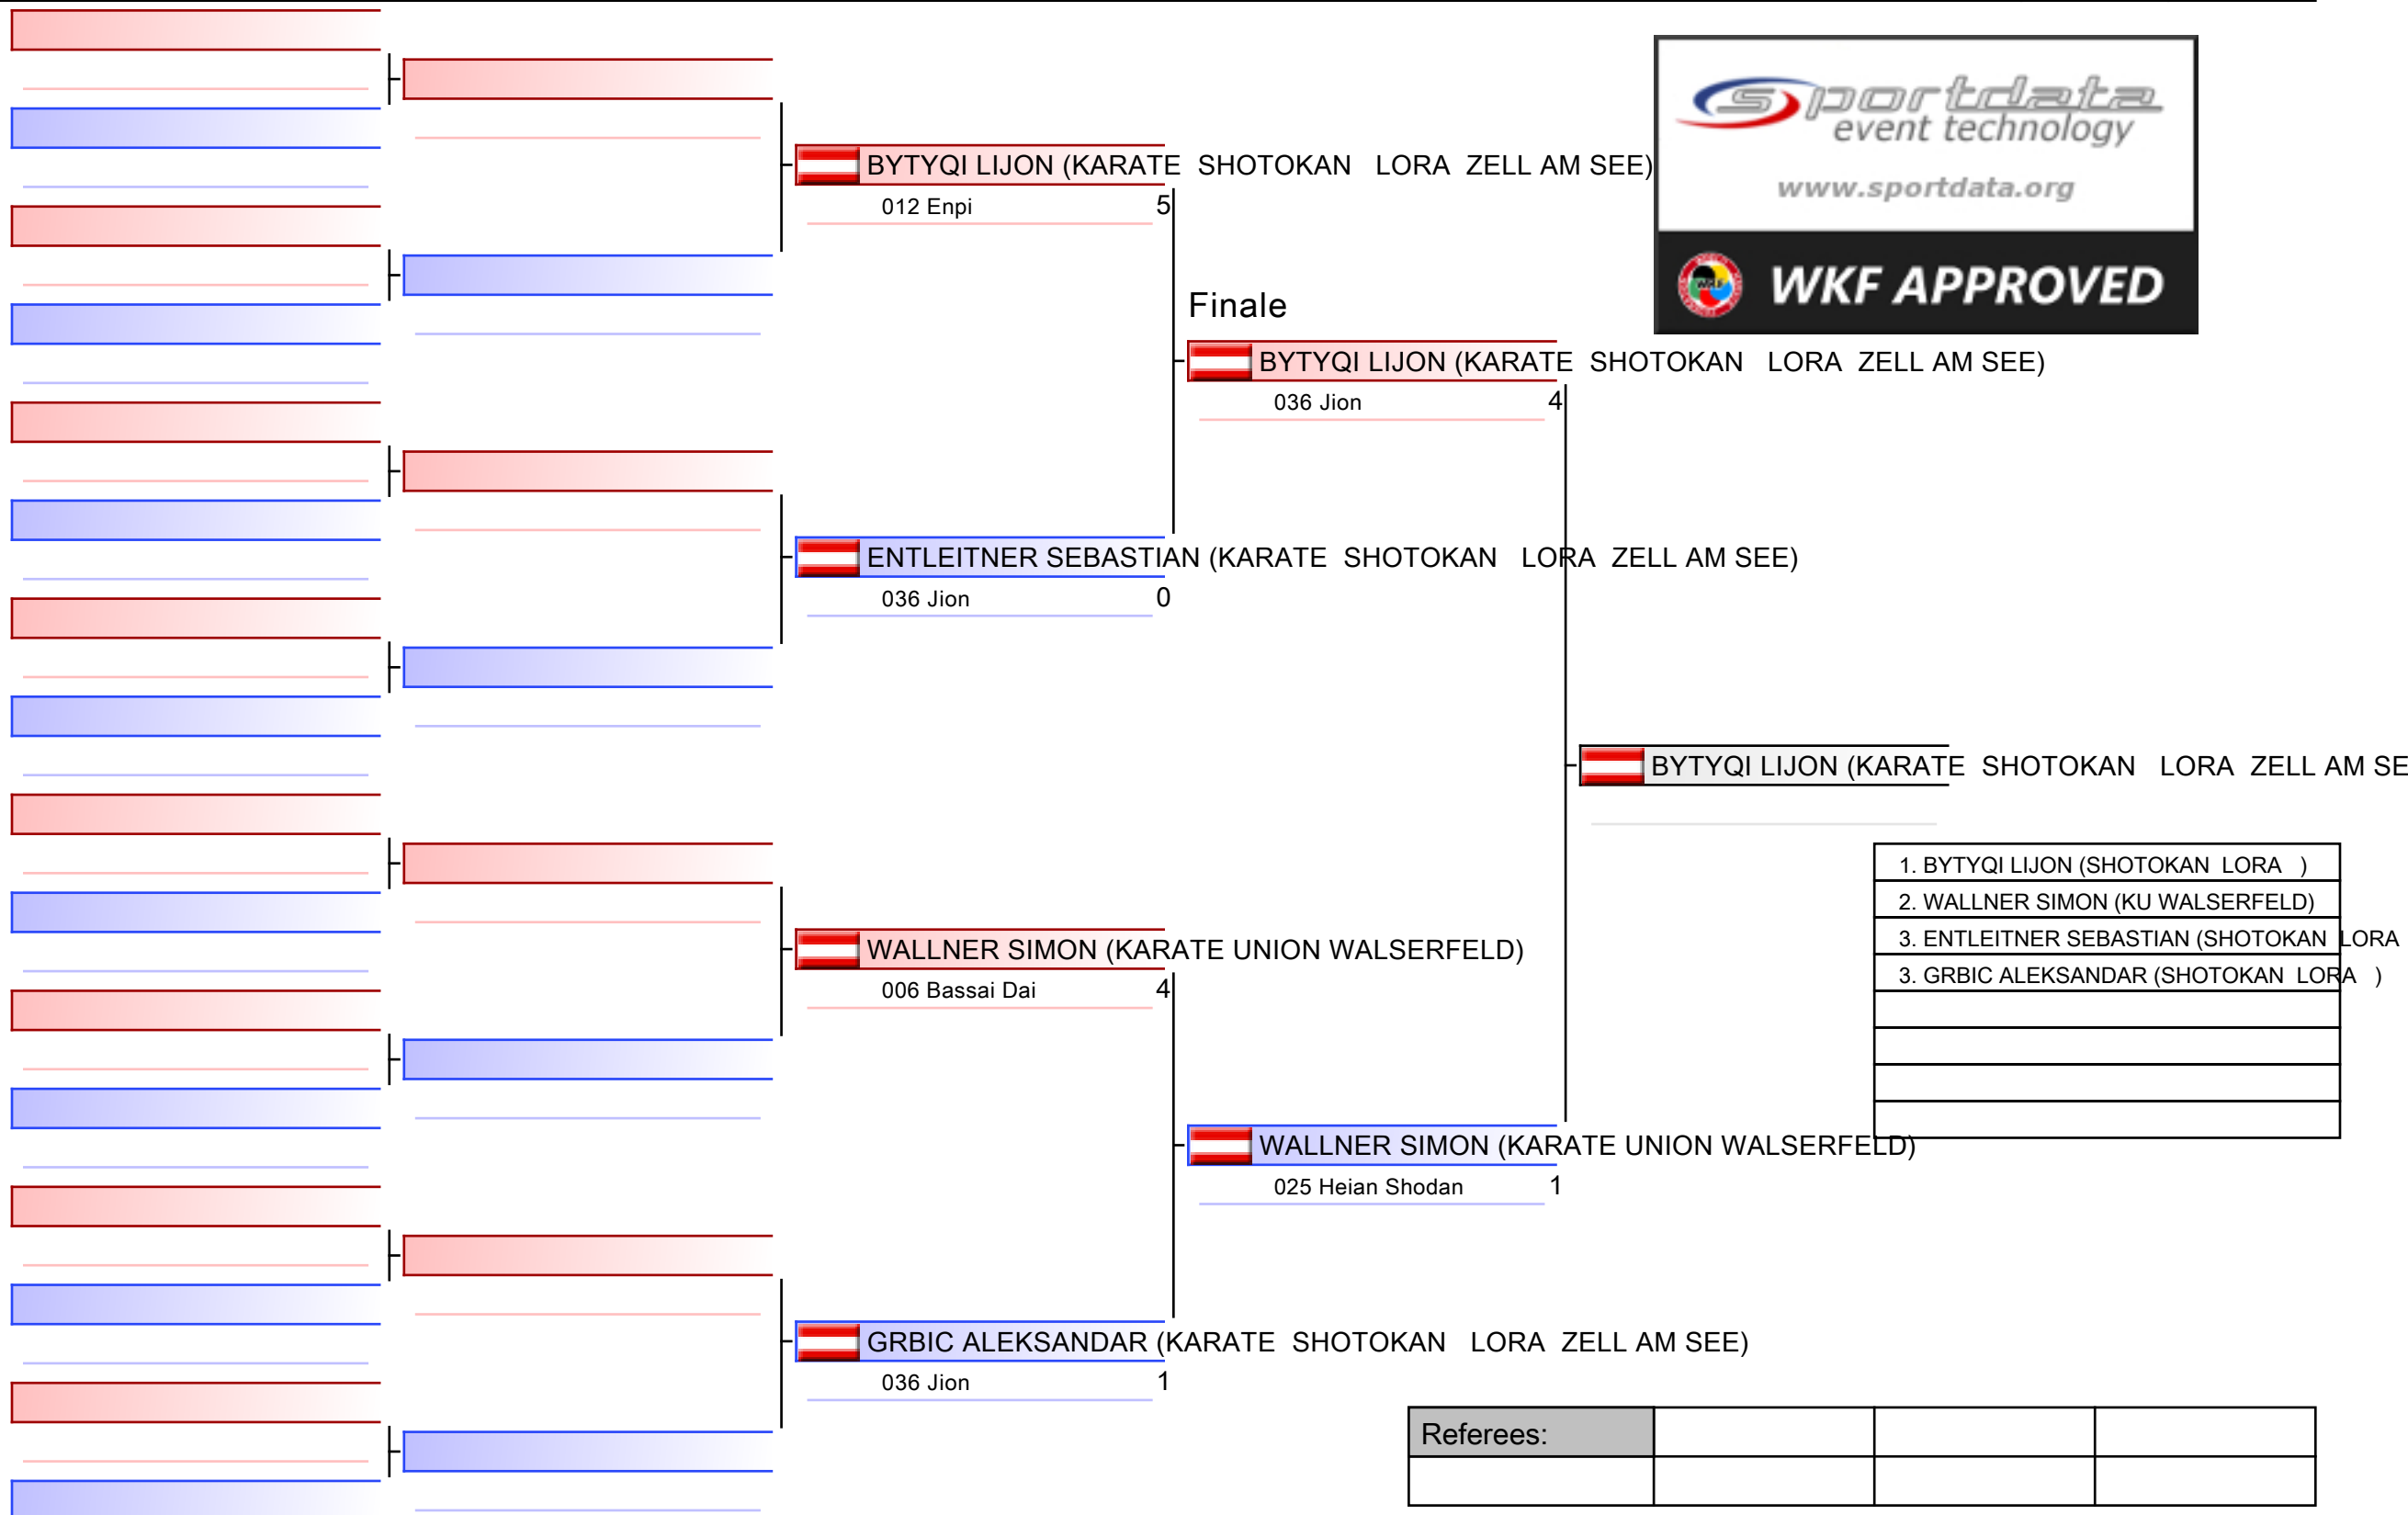 sportdata
event technology
www.sportdata.org
WKF APPROVED
BYTYQI LIJON (KARATE SHOTOKAN LORA ZELL AM SEE)
012 Enpi 5
Finale
BYTYQI LIJON (KARATE SHOTOKAN LORA ZELL AM SEE)
036 Jion 4
ENTLEITNER SEBASTIAN (KARATE SHOTOKAN LORA ZELL AM SEE)
036 Jion 0
BYTYQI LIJON (KARATE SHOTOKAN LORA ZELL AM SE
1. BYTYQI LIJON (SHOTOKAN LORA )
2. WALLNER SIMON (KU WALSERFELD)
3. ENTLEITNER SEBASTIAN (SHOTOKAN LORA
3. GRBIC ALEKSANDAR (SHOTOKAN LORA )
WALLNER SIMON (KARATE UNION WALSERFELD)
006 Bassai Dai 4
WALLNER SIMON (KARATE UNION WALSERFELD)
025 Heian Shodan 1
GRBIC ALEKSANDAR (KARATE SHOTOKAN LORA ZELL AM SEE)
036 Jion 1
Referees: